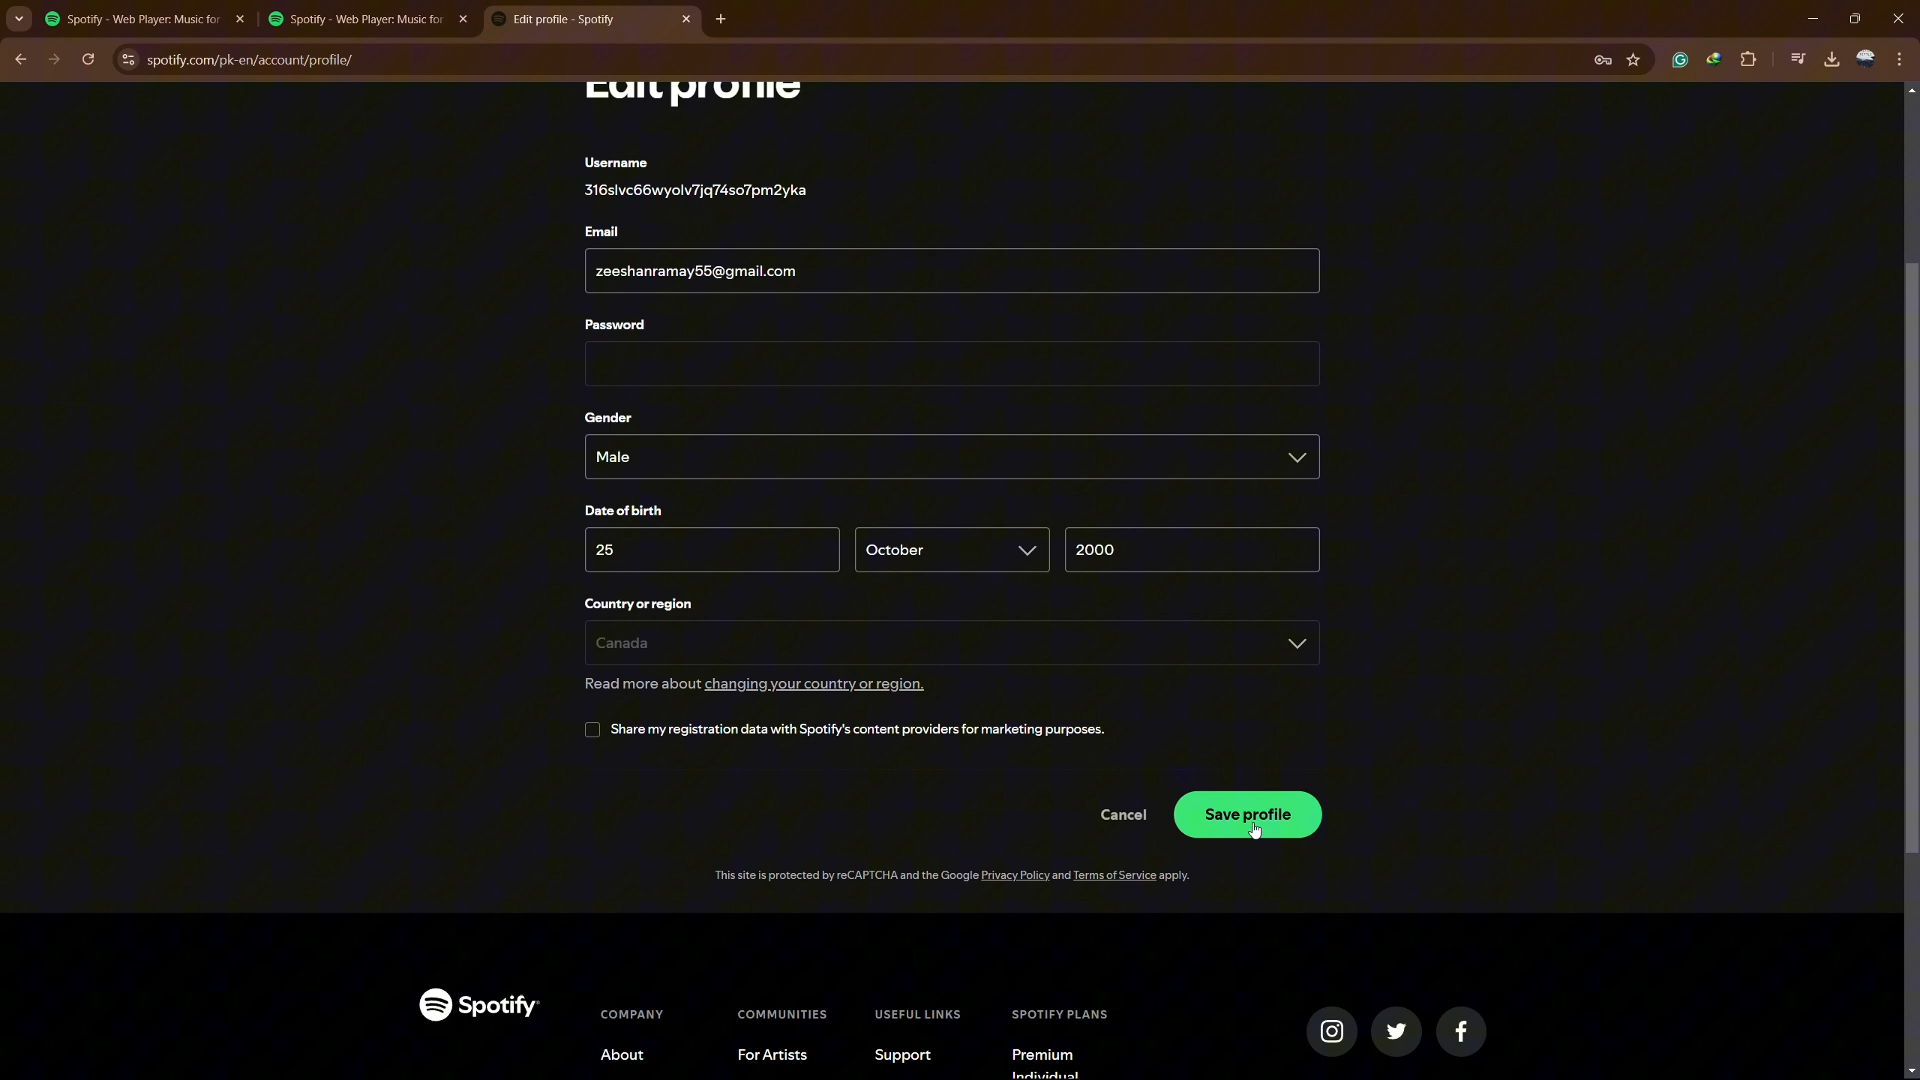 Spotify - Web Player: Music for
Spotify - Web Player: Music for
Edit profile - Spotify
spotify.com/pk-en/account/profile/
Edit profile
Username
316slvc66wyolv7jq74so7pm2yka
Email
zeeshanramay55@gmail.com
Password
Gender
Male
Date of birth
25
October
2000
Country or region
Canada
Read more about changing your country or region.
Share my registration data with Spotify's content providers for marketing purposes.
Cancel
Save profile
This site is protected by reCAPTCHA and the Google Privacy Policy and Terms of Service apply.
Spotify
COMPANY
COMMUNITIES
USEFUL LINKS
SPOTIFY PLANS
About
For Artists
Support
Premium
Individual